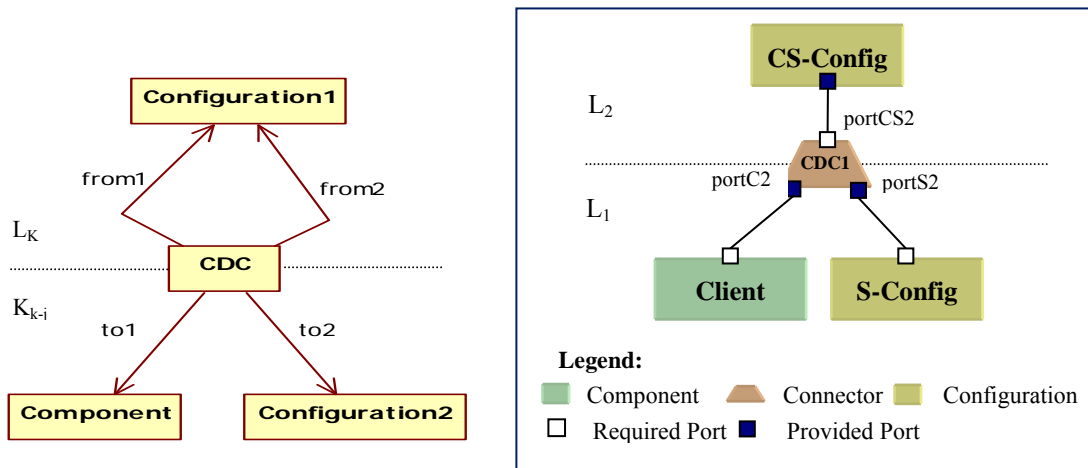 Configuration1
from1
from2
L_K
CDC
K_{k-j}
to1
to2
Component
Configuration2
CS-Config
L_2
portCS2
CDC1
portC2
portS2
L_1
Client
S-Config
Legend:
Component
Connector
Configuration
Required Port
Provided Port